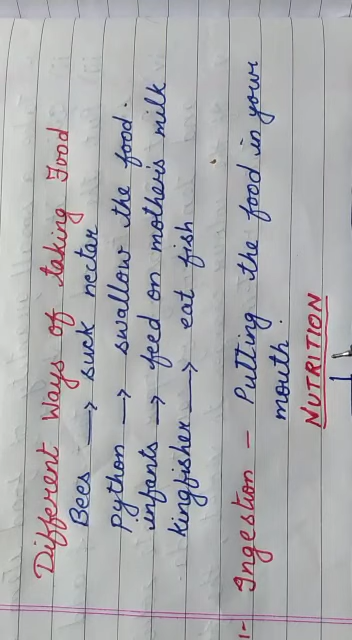 Different Ways of taking Food
Bees → suck nectar
Python → swallow the food.
infants → feed on mother's milk
kingfisher → eat fish
1- Ingestion - Putting the food in your
mouth.
NUTRITION